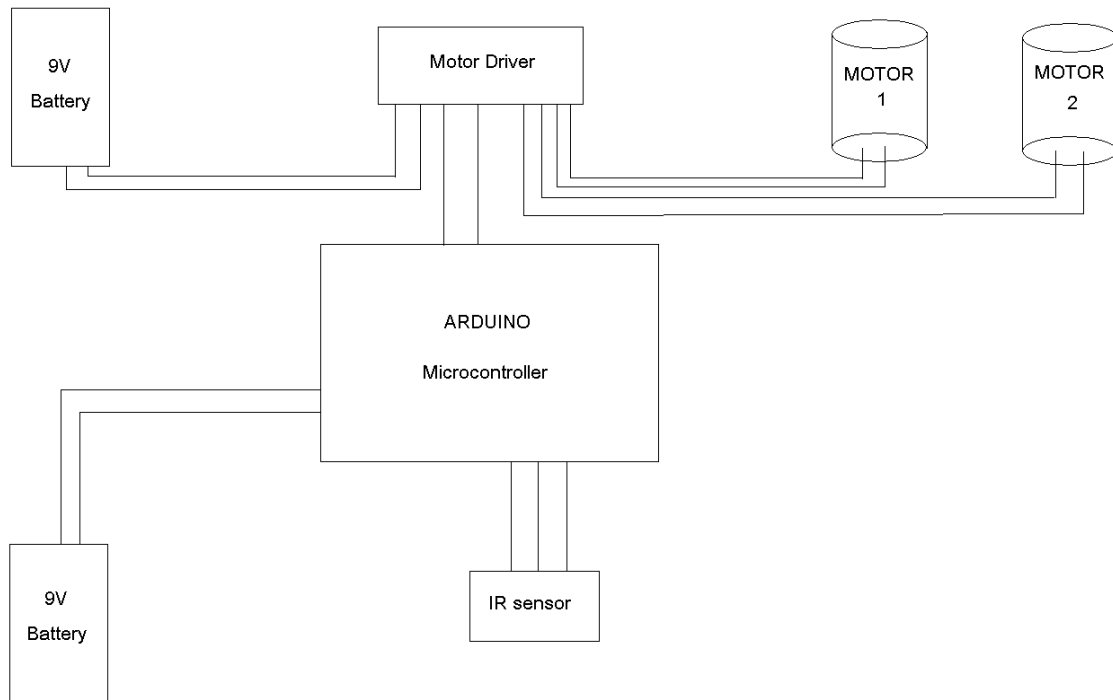 9V
Battery
Motor Driver
MOTOR
1
MOTOR
2
ARDUINO
Microcontroller
9V
Battery
IR sensor